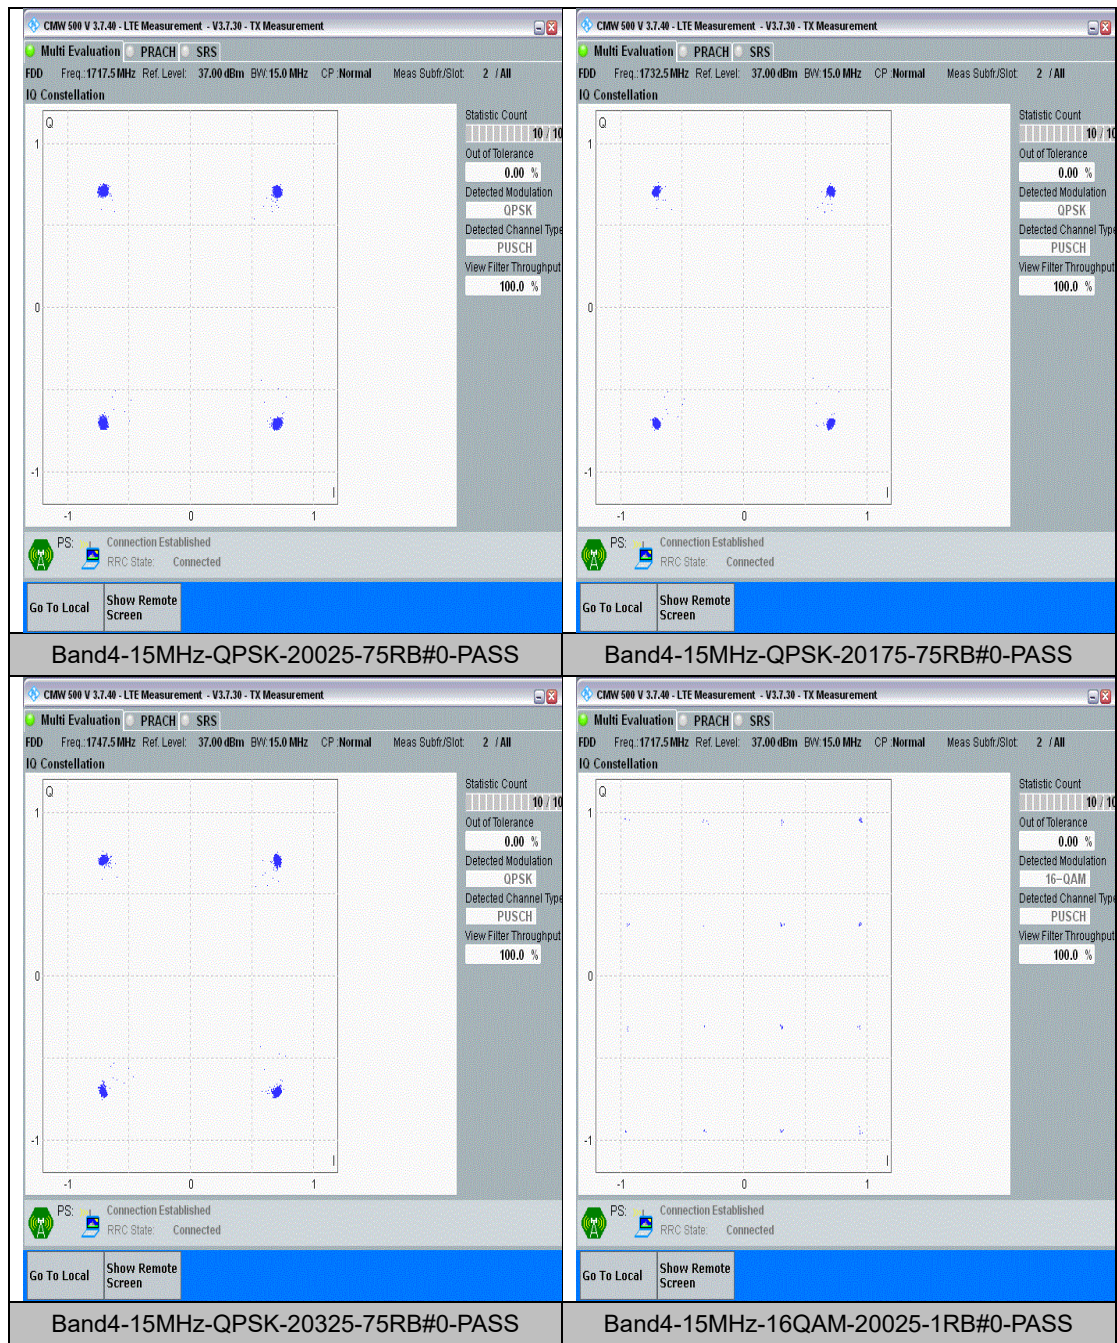 CMW 500 V 3.7.40 - LTE Measurement - V3.7.30 - TX Measurement
Multi Evaluation PRACH SRS
FDD Freq.:1717.5 MHz Ref. Level: 37.00 dBm BW:15.0 MHz CP :Normal Meas Subfr./Slot: 2 / All
IQ Constellation
Q
Statistic Count
10 / 10
1
Out of Tolerance
0.00 %
Detected Modulation
QPSK
Detected Channel Type
PUSCH
View Filter Throughput
100.0 %
0
-1
I
-1 0 1
PS: Connection Established
RRC State: Connected
Go To Local Show Remote
Screen
Band4-15MHz-QPSK-20025-75RB#0-PASS
CMW 500 V 3.7.40 - LTE Measurement - V3.7.30 - TX Measurement
Multi Evaluation PRACH SRS
FDD Freq.:1732.5 MHz Ref. Level: 37.00 dBm BW:15.0 MHz CP :Normal Meas Subfr./Slot: 2 / All
IQ Constellation
Q
Statistic Count
10 / 10
1
Out of Tolerance
0.00 %
Detected Modulation
QPSK
Detected Channel Type
PUSCH
View Filter Throughput
100.0 %
0
-1
I
-1 0 1
PS: Connection Established
RRC State: Connected
Go To Local Show Remote
Screen
Band4-15MHz-QPSK-20175-75RB#0-PASS
CMW 500 V 3.7.40 - LTE Measurement - V3.7.30 - TX Measurement
Multi Evaluation PRACH SRS
FDD Freq.:1747.5 MHz Ref. Level: 37.00 dBm BW:15.0 MHz CP :Normal Meas Subfr./Slot: 2 / All
IQ Constellation
Q
Statistic Count
10 / 10
1
Out of Tolerance
0.00 %
Detected Modulation
QPSK
Detected Channel Type
PUSCH
View Filter Throughput
100.0 %
0
-1
I
-1 0 1
PS: Connection Established
RRC State: Connected
Go To Local Show Remote
Screen
Band4-15MHz-QPSK-20325-75RB#0-PASS
CMW 500 V 3.7.40 - LTE Measurement - V3.7.30 - TX Measurement
Multi Evaluation PRACH SRS
FDD Freq.:1717.5 MHz Ref. Level: 37.00 dBm BW:15.0 MHz CP :Normal Meas Subfr./Slot: 2 / All
IQ Constellation
Q
Statistic Count
10 / 10
1
Out of Tolerance
0.00 %
Detected Modulation
16-QAM
Detected Channel Type
PUSCH
View Filter Throughput
100.0 %
0
-1
I
-1 0 1
PS: Connection Established
RRC State: Connected
Go To Local Show Remote
Screen
Band4-15MHz-16QAM-20025-1RB#0-PASS